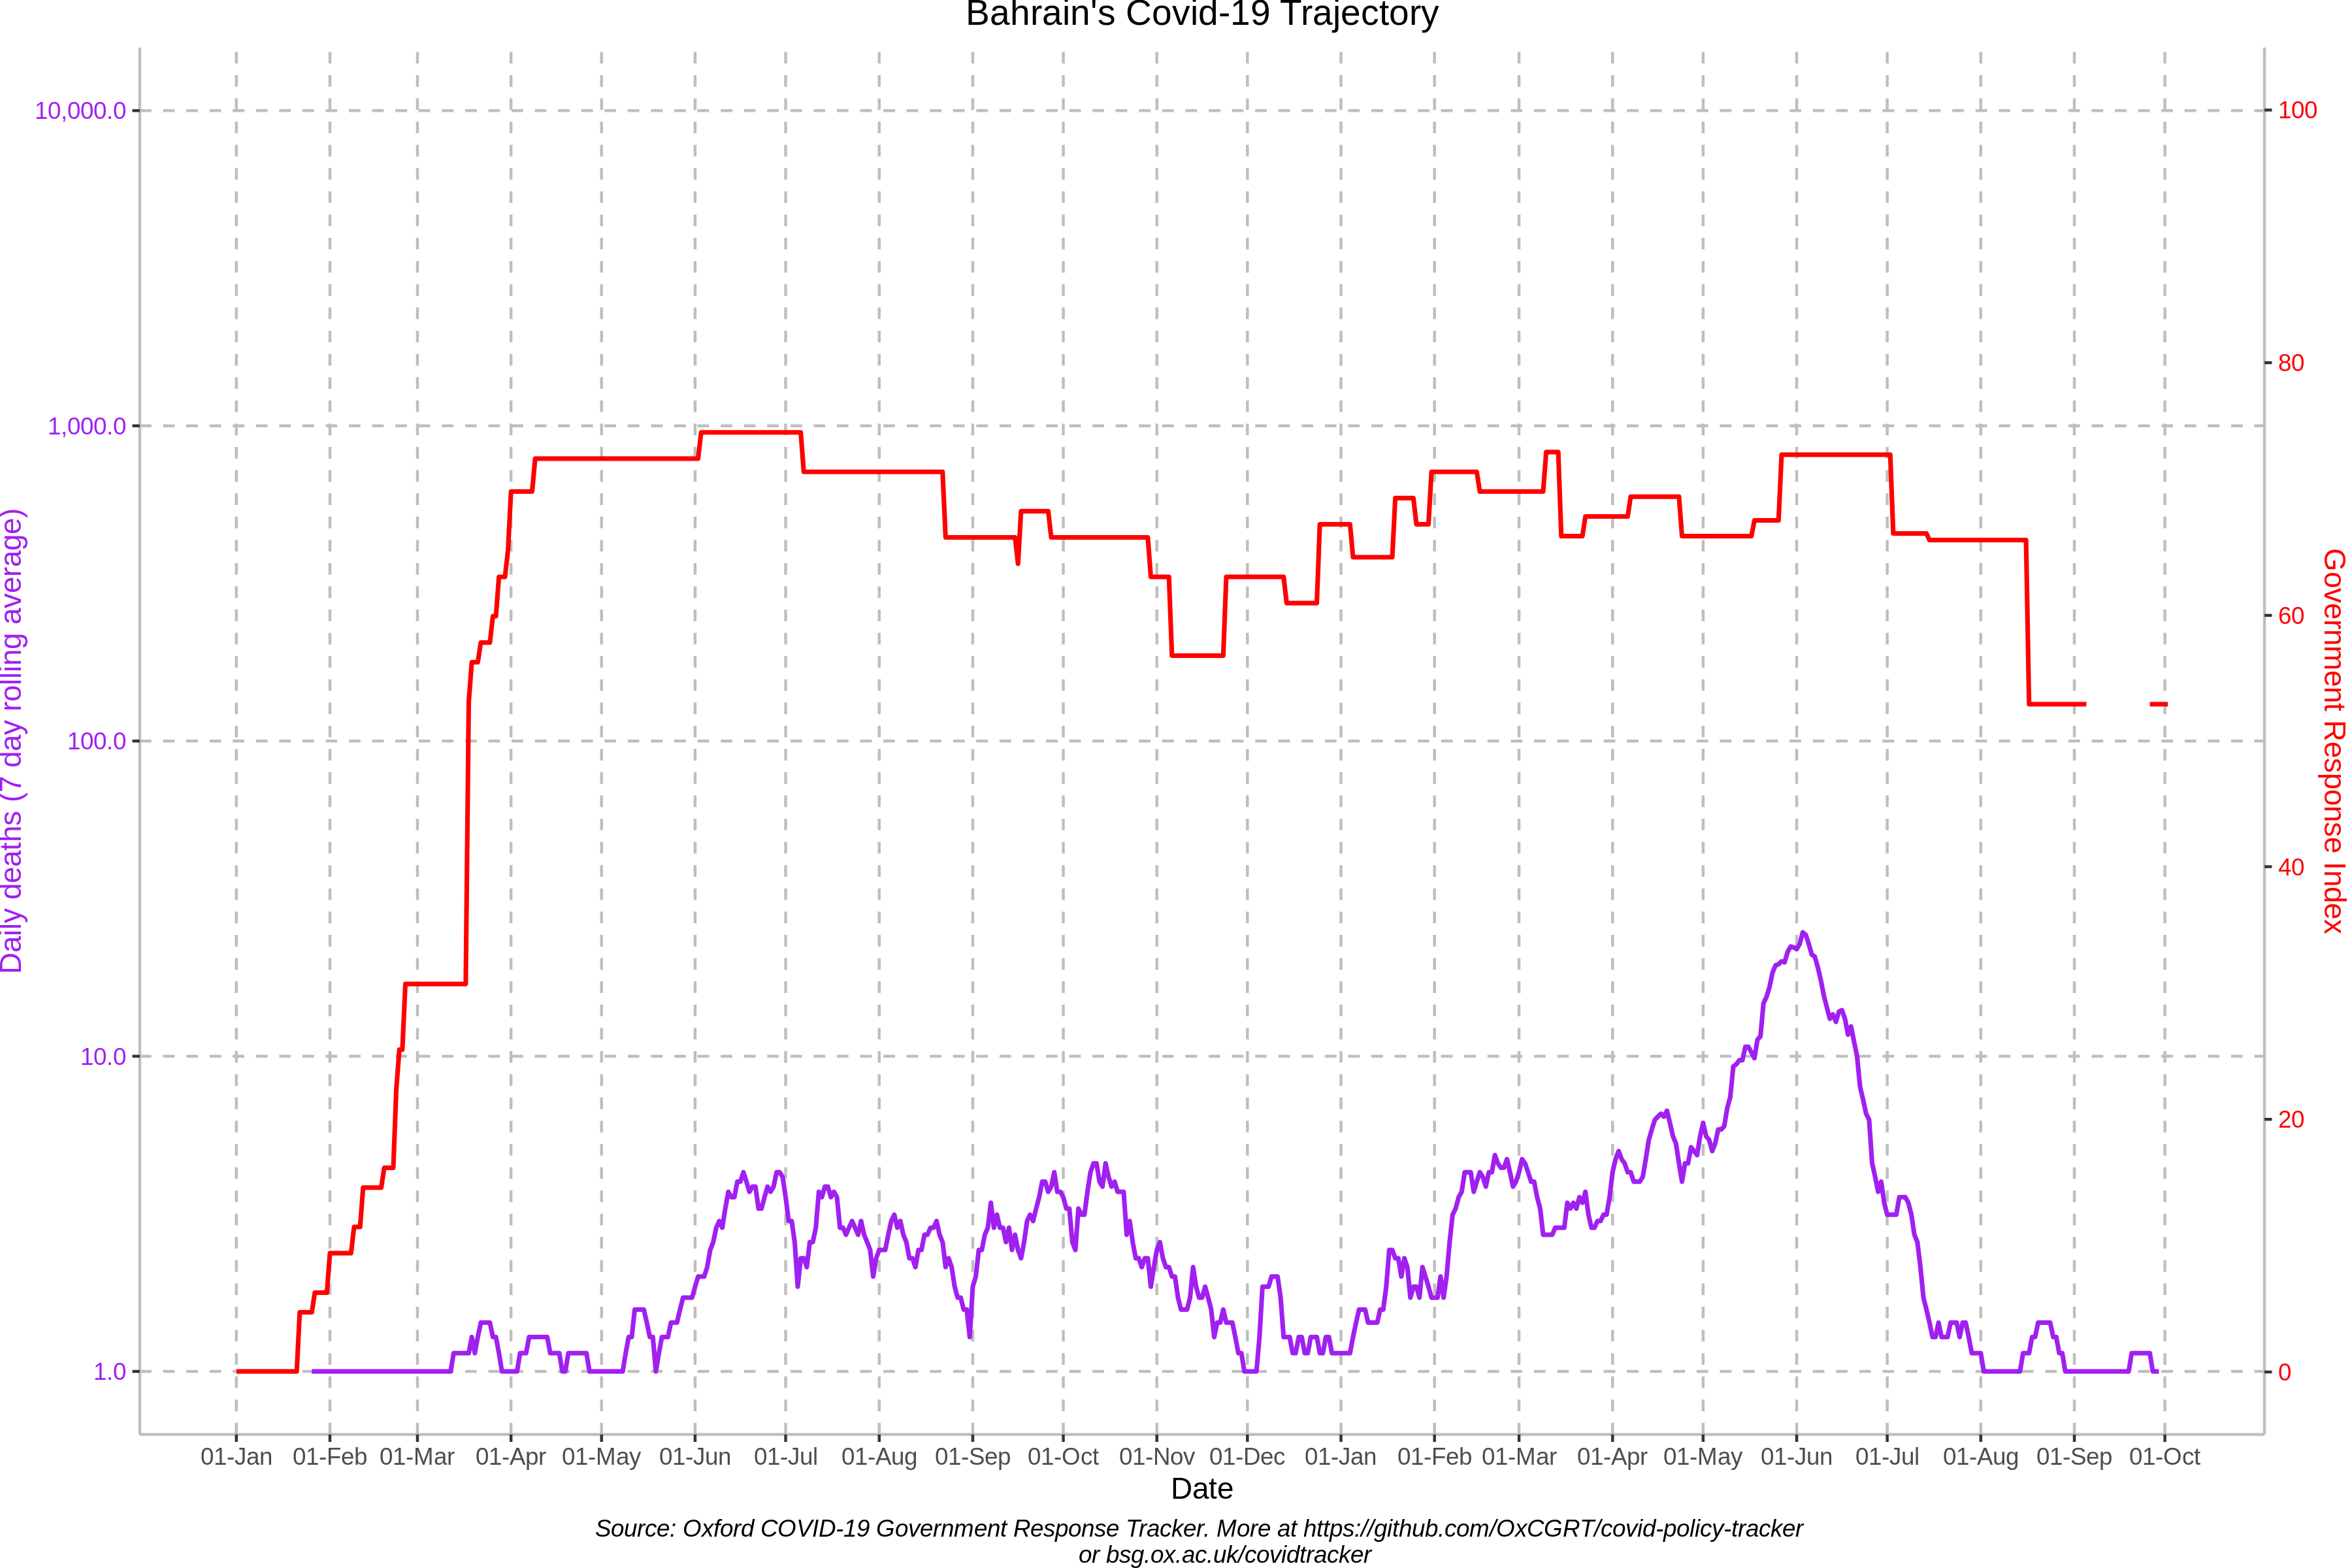 Bahrain's Covid-19 Trajectory
10,000.0
1,000.0
100.0
10.0
1.0
Daily deaths (7 day rolling average)
100
80
60
40
20
0
Government Response Index
01-Jan 01-Feb 01-Mar 01-Apr 01-May 01-Jun 01-Jul 01-Aug 01-Sep 01-Oct 01-Nov 01-Dec 01-Jan 01-Feb 01-Mar 01-Apr 01-May 01-Jun 01-Jul 01-Aug 01-Sep 01-Oct
Date
Source: Oxford COVID-19 Government Response Tracker. More at https://github.com/OxCGRT/covid-policy-tracker
or bsg.ox.ac.uk/covidtracker